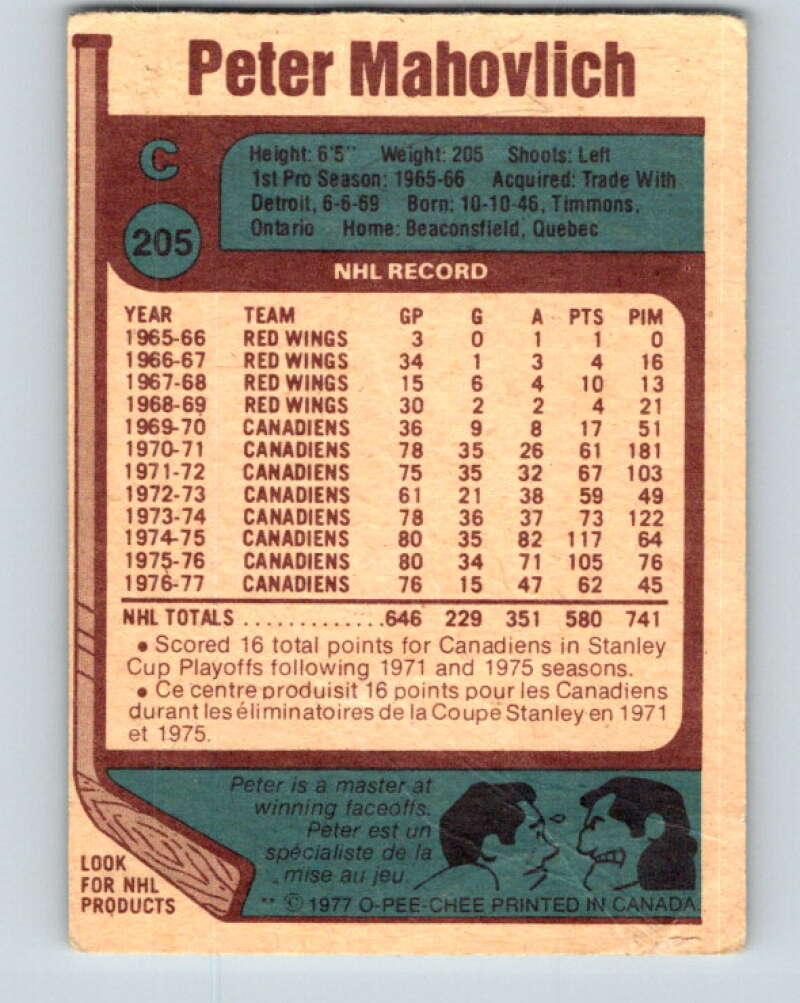 Peter Mahovlich
C
205
Height: 6'5" Weight: 205 Shoots: Left
1st Pro Season: 1965-66 Acquired: Trade With
Detroit, 6-6-69 Born: 10-10-46, Timmons,
Ontario Home: Beaconsfield, Quebec
NHL RECORD
YEAR TEAM GP G A PTS PIM
1965-66 RED WINGS 3 0 1 1 0
1966-67 RED WINGS 34 1 3 4 16
1967-68 RED WINGS 15 6 4 10 13
1968-69 RED WINGS 30 2 2 4 21
1969-70 CANADIENS 36 9 8 17 51
1970-71 CANADIENS 78 35 26 61 181
1971-72 CANADIENS 75 35 32 67 103
1972-73 CANADIENS 61 21 38 59 49
1973-74 CANADIENS 78 36 37 73 122
1974-75 CANADIENS 80 35 82 117 64
1975-76 CANADIENS 80 34 71 105 76
1976-77 CANADIENS 76 15 47 62 45
NHL TOTALS .............646 229 351 580 741
• Scored 16 total points for Canadiens in Stanley
Cup Playoffs following 1971 and 1975 seasons.
• Ce centre produisit 16 points pour les Canadiens
durant les éliminatoires de la Coupe Stanley en 1971
et 1975.
Peter is a master at
winning faceoffs.
Peter est un
spécialiste de la
mise au jeu.
LOOK
FOR NHL
PRODUCTS
** © 1977 O-PEE-CHEE PRINTED IN CANADA